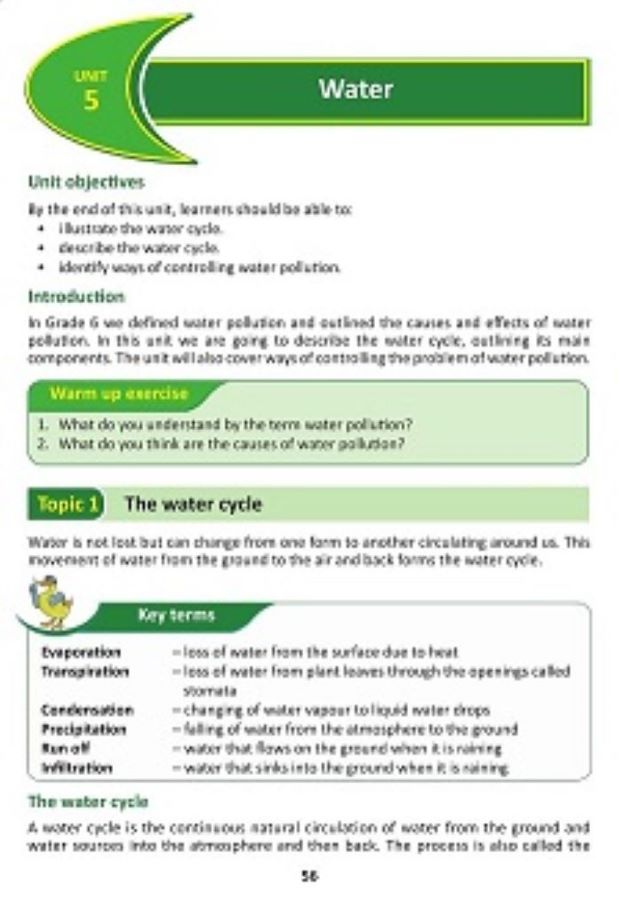 UNIT
5
Water
Unit objectives
By the end of this unit, learners should be able to:
• illustrate the water cycle.
• describe the water cycle.
• identify ways of controlling water pollution.
Introduction
In Grade 6 we defined water pollution and outlined the causes and effects of water
pollution. In this unit we are going to describe the water cycle, outlining its main
components. The unit will also cover ways of controlling the problem of water pollution.
Warm up exercise
1. What do you understand by the term water pollution?
2. What do you think are the causes of water pollution?
Topic 1 The water cycle
Water is not lost but can change from one form to another circulating around us. This
movement of water from the ground to the air and back forms the water cycle.
Key terms
Evaporation – loss of water from the surface due to heat
Transpiration – loss of water from plant leaves through the openings called
stomata
Condensation – changing of water vapour to liquid water drops
Precipitation – falling of water from the atmosphere to the ground
Run off – water that flows on the ground when it is raining
Infiltration – water that sinks into the ground when it is raining
The water cycle
A water cycle is the continuous natural circulation of water from the ground and
water sources into the atmosphere and then back. The process is also called the
56